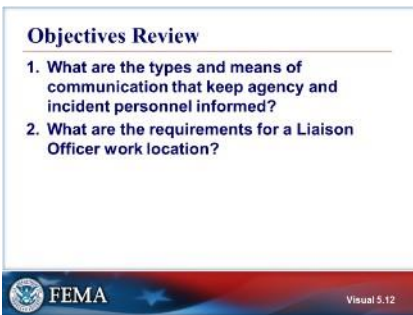 Objectives Review
1. What are the types and means of
communication that keep agency and
incident personnel informed?
2. What are the requirements for a Liaison
Officer work location?
FEMA
Visual 5.12